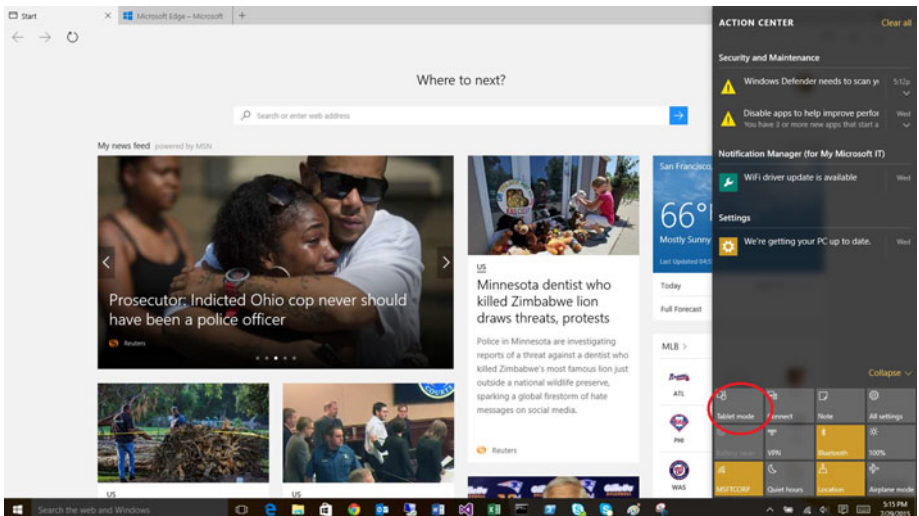 Start
Microsoft Edge – Microsoft
Where to next?
Search or enter web address
My news feed powered by MSN
Prosecutor: Indicted Ohio cop never should
have been a police officer
Reuters
US
US
US
Minnesota dentist who
killed Zimbabwe lion
draws threats, protests
Police in Minnesota are investigating
reports of a threat against a dentist who
killed Zimbabwe's most famous lion just
outside a national wildlife preserve,
sparking a global firestorm of hate
messages on social media.
Reuters
San Francisco,
66°
Mostly Sunny
Last Updated
Today
Full Forecast
MLB >
ATL
PHI
WAS
ACTION CENTER
Clear all
Security and Maintenance
Windows Defender needs to scan
5:12p
Disable apps to help improve perfor
Wed
You have 3 or more new apps that start a
Notification Manager (for My Microsoft IT)
WiFi driver update is available
Wed
Settings
We're getting your PC up to date.
Wed
Collapse
Tablet mode
Connect
Note
All settings
Battery saver
VPN
Bluetooth
100%
MSFTCORP
Quiet hours
Location
Airplane mode
Search the web and Windows
5:15 PM
7/29/2015